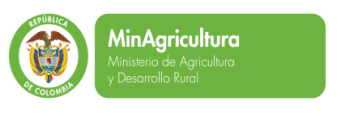 REPÚBLICA
DE COLOMBIA
MinAgricultura
Ministerio de Agricultura
y Desarrollo Rural